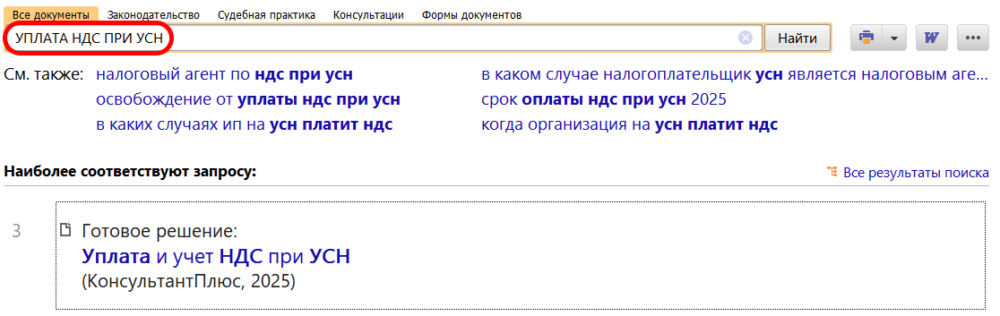 Все документы Законодательство Судебная практика Консультации Формы документов
УПЛАТА НДС ПРИ УСН Найти W
См. также: налоговый агент по ндс при усн в каком случае налогоплательщик усн является налоговым аге...
освобождение от уплаты ндс при усн срок оплаты ндс при усн 2025
в каких случаях ип на усн платит ндс когда организация на усн платит ндс
Наиболее соответствуют запросу: Все результаты поиска
3 Готовое решение:
Уплата и учет НДС при УСН
(КонсультантПлюс, 2025)